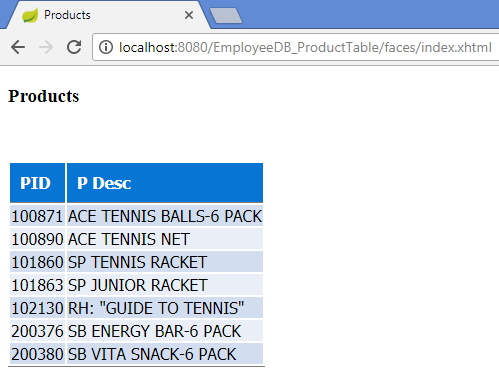 Products
localhost:8080/EmployeeDB_ProductTable/faces/index.xhtml
Products
PID P Desc
100871 ACE TENNIS BALLS-6 PACK
100890 ACE TENNIS NET
101860 SP TENNIS RACKET
101863 SP JUNIOR RACKET
102130 RH: "GUIDE TO TENNIS"
200376 SB ENERGY BAR-6 PACK
200380 SB VITA SNACK-6 PACK